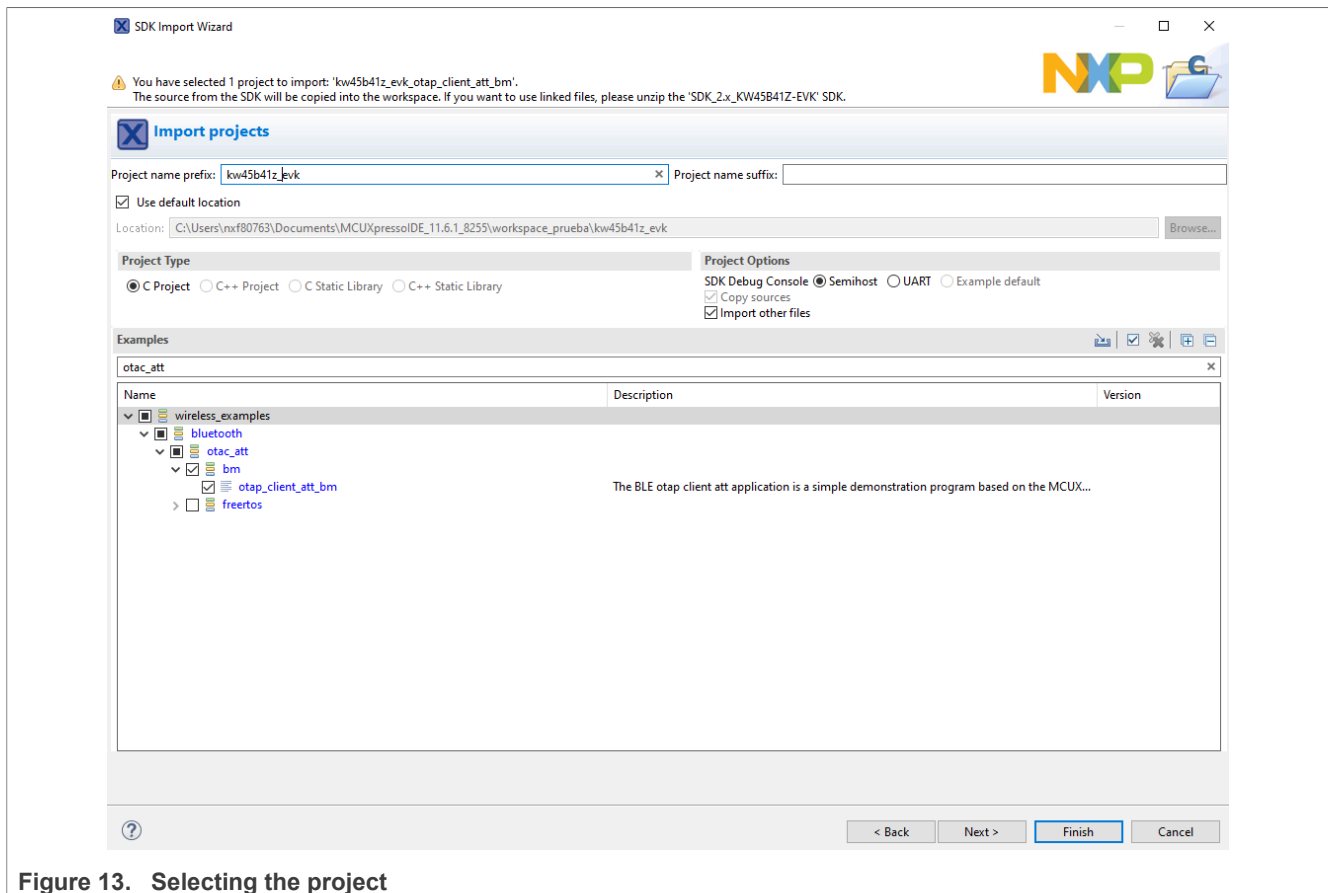 SDK Import Wizard
You have selected 1 project to import: 'kw45b41z_evk_otap_client_att_bm'.
The source from the SDK will be copied into the workspace. If you want to use linked files, please unzip the 'SDK_2.x_KW45B41Z-EVK' SDK.
NXP
C
Import projects
Project name prefix: kw45b41z_evk Project name suffix:
Use default location
Location: C:\Users\nxf80763\Documents\MCUXpressoIDE_11.6.1_8255\workspace_prueba\kw45b41z_evk Browse...
Project Type Project Options
C Project C++ Project C Static Library C++ Static Library SDK Debug Console Semihost UART Example default
Copy sources
Import other files
Examples
otac_att
Name Description Version
wireless_examples
bluetooth
otac_att
bm
otap_client_att_bm The BLE otap client att application is a simple demonstration program based on the MCUX...
freertos
< Back Next > Finish Cancel
Figure 13. Selecting the project